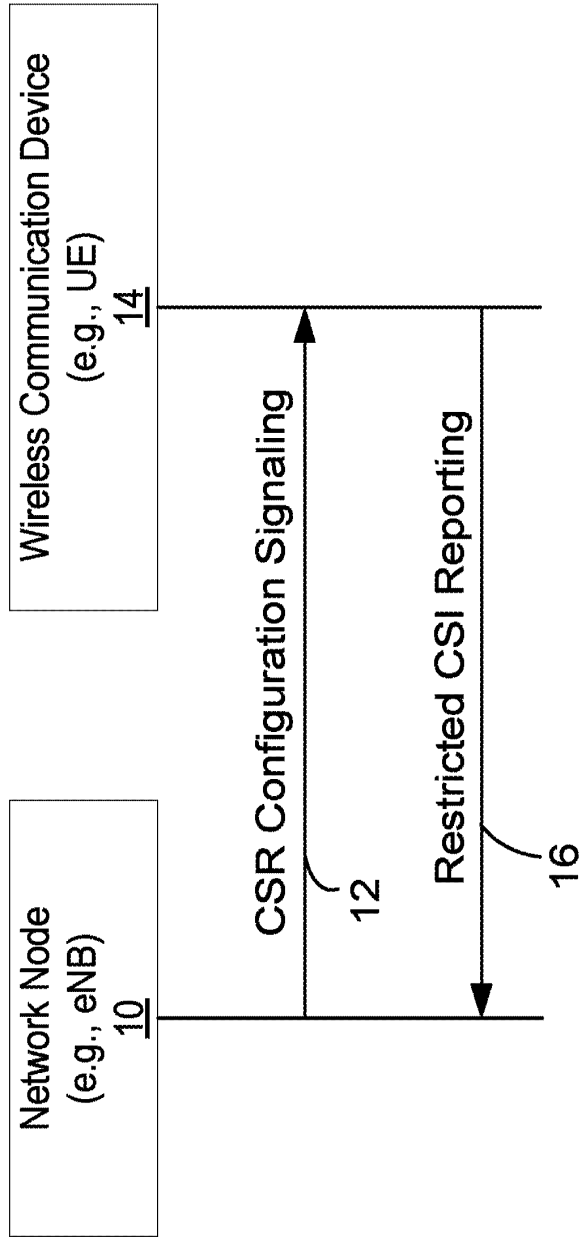 Network Node
(e.g., eNB)
10
Wireless Communication Device
(e.g., UE)
14
CSR Configuration Signaling
12
Restricted CSI Reporting
16